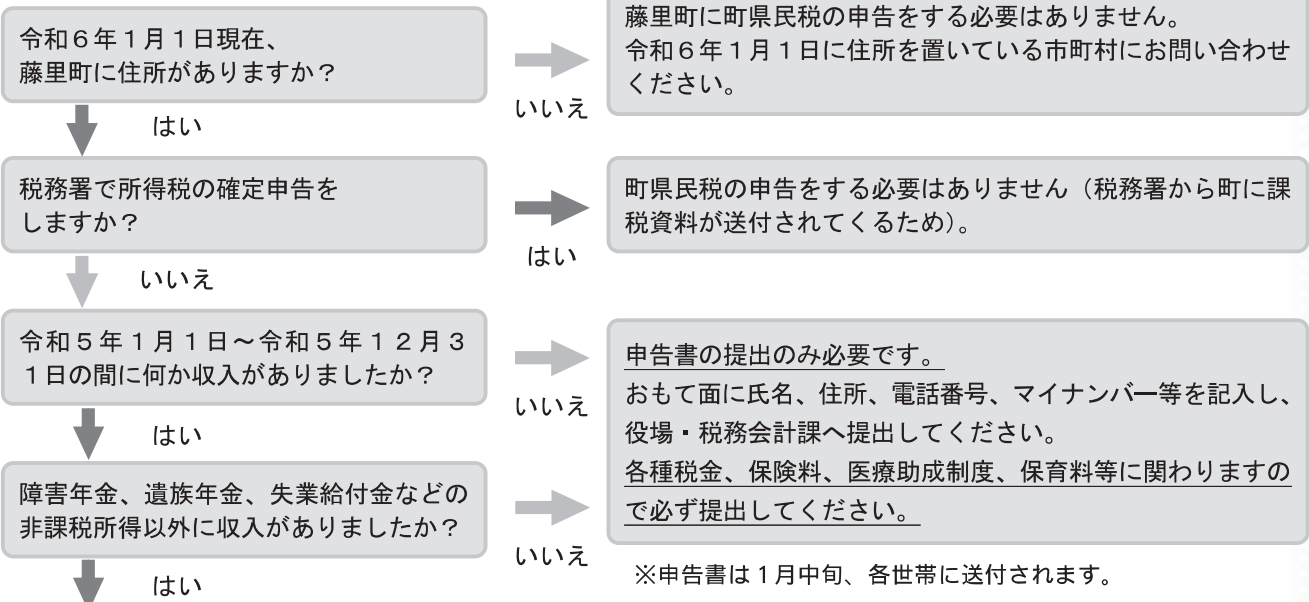 令和６年１月１日現在、
藤里町に住所がありますか？
いいえ
藤里町に町県民税の申告をする必要はありません。
令和６年１月１日に住所を置いている市町村にお問い合わせ
ください。
はい
税務署で所得税の確定申告を
しますか？
はい
町県民税の申告をする必要はありません（税務署から町に課
税資料が送付されてくるため）。
いいえ
令和５年１月１日～令和５年１２月３
１日の間に何か収入がありましたか？
いいえ
申告書の提出のみ必要です。
おもて面に氏名、住所、電話番号、マイナンバー等を記入し、
役場・税務会計課へ提出してください。
各種税金、保険料、医療助成制度、保育料等に関わりますの
で必ず提出してください。
はい
障害年金、遺族年金、失業給付金などの
非課税所得以外に収入がありましたか？
いいえ
※申告書は１月中旬、各世帯に送付されます。
はい